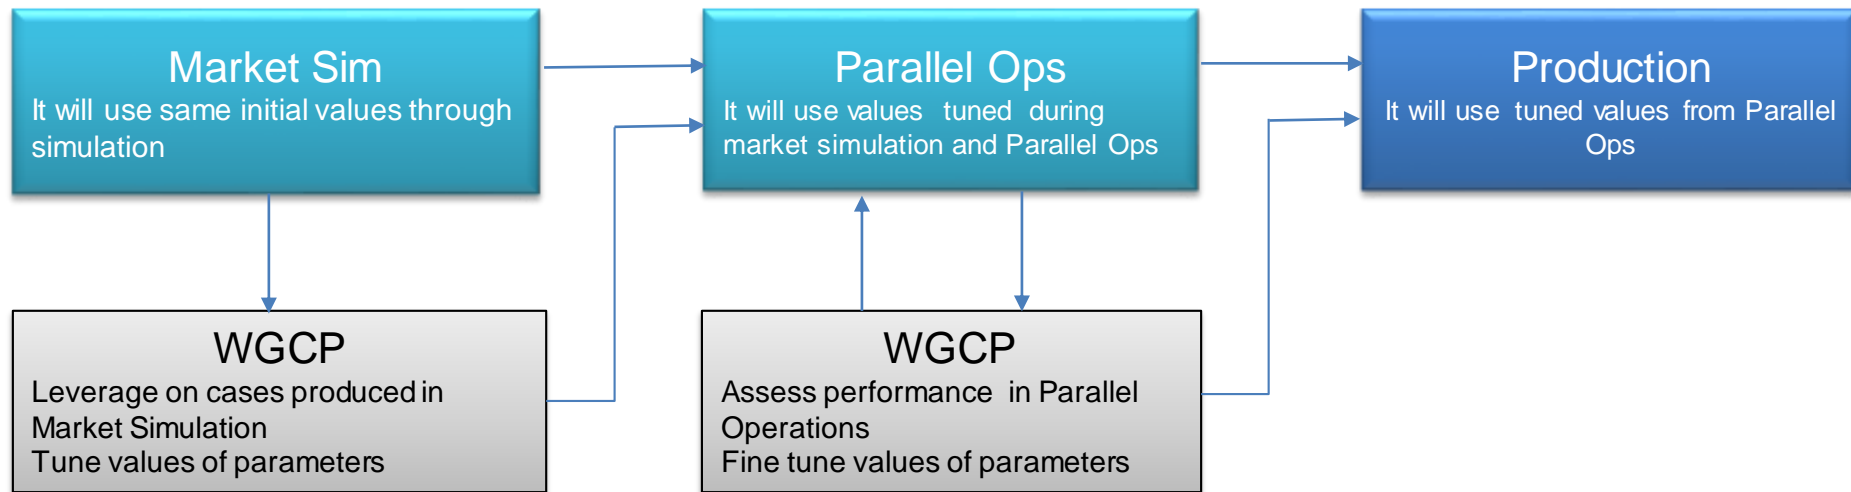 Market Sim
It will use same initial values through
simulation
Parallel Ops
It will use values tuned during
market simulation and Parallel Ops
Production
It will use tuned values from Parallel
Ops
WGCP
Leverage on cases produced in
Market Simulation
Tune values of parameters
WGCP
Assess performance in Parallel
Operations
Fine tune values of parameters